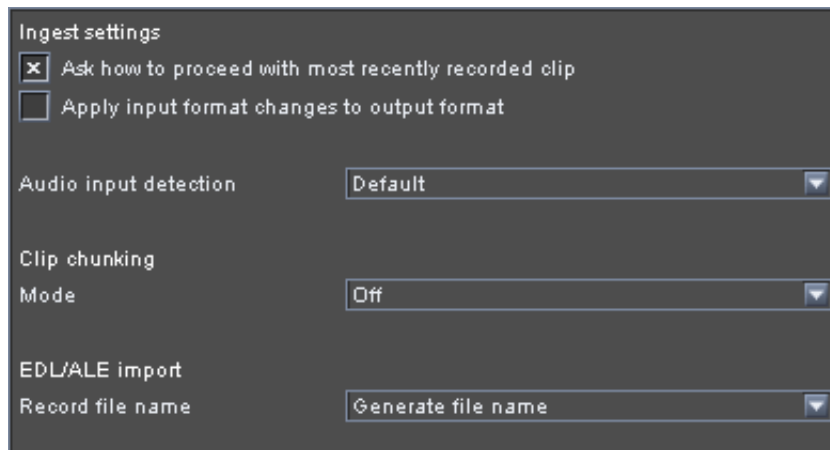 Ingest settings
Ask how to proceed with most recently recorded clip
Apply input format changes to output format
Audio input detection Default
Clip chunking
Mode Off
EDL/ALE import
Record file name Generate file name